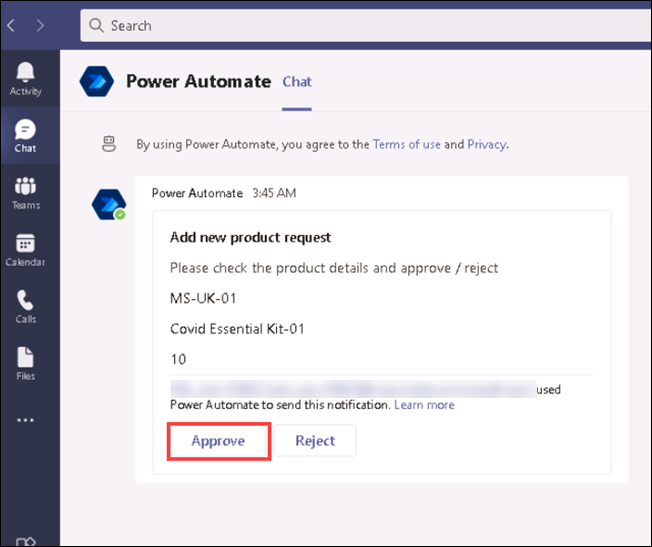 Search
Power Automate Chat
Activity
Chat
Teams
Calendar
Calls
Files
By using Power Automate, you agree to the Terms of use and Privacy.
Power Automate 3:45 AM
Add new product request
Please check the product details and approve / reject
MS-UK-01
Covid Essential Kit-01
10
used
Power Automate to send this notification. Learn more
Approve Reject